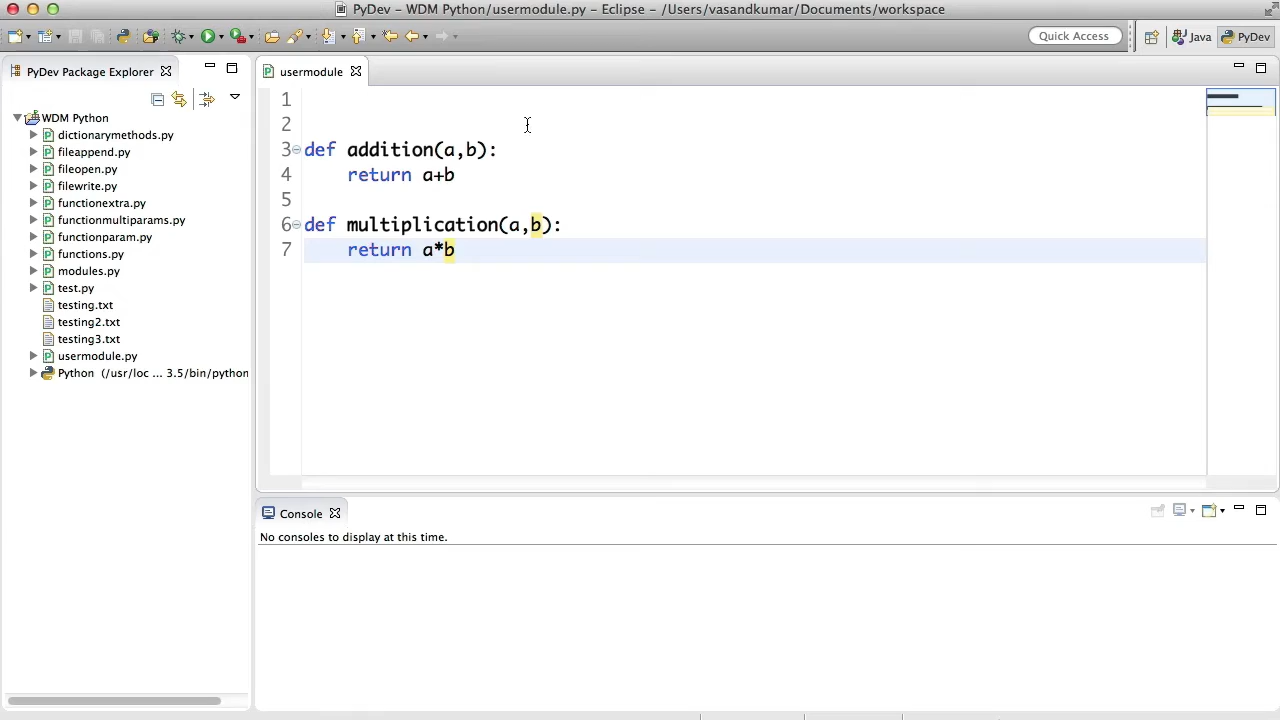 PyDev - WDM Python/usermodule.py - Eclipse - /Users/vasandkumar/Documents/workspace
Quick Access
Java
PyDev
PyDev Package Explorer
WDM Python
dictionarymethods.py
fileappend.py
fileopen.py
filewrite.py
functionextra.py
functionmultiparams.py
functionparam.py
functions.py
modules.py
test.py
testing.txt
testing2.txt
testing3.txt
usermodule.py
Python (/usr/loc ... 3.5/bin/python
usermodule
1
2
3 def addition(a,b):
4 return a+b
5
6 def multiplication(a,b):
7 return a*b
Console
No consoles to display at this time.